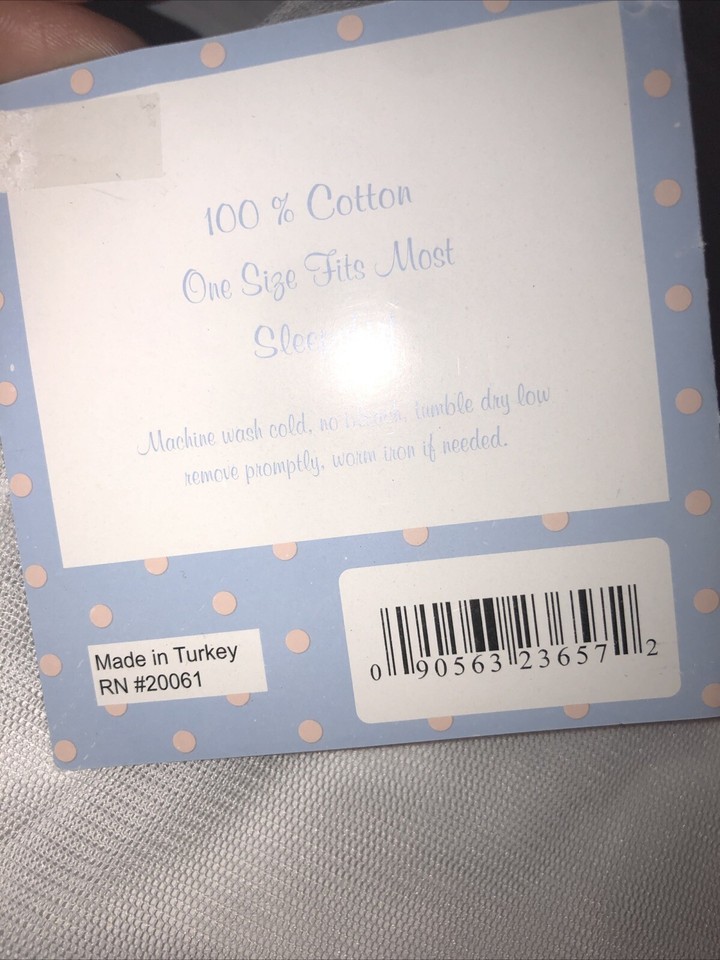 100 % Cotton
One Size Fits Most
Machine wash cold, no tumble dry low
remove promptly, worm iron if needed.
Made in Turkey
RN #20061
0 90563 23657 2